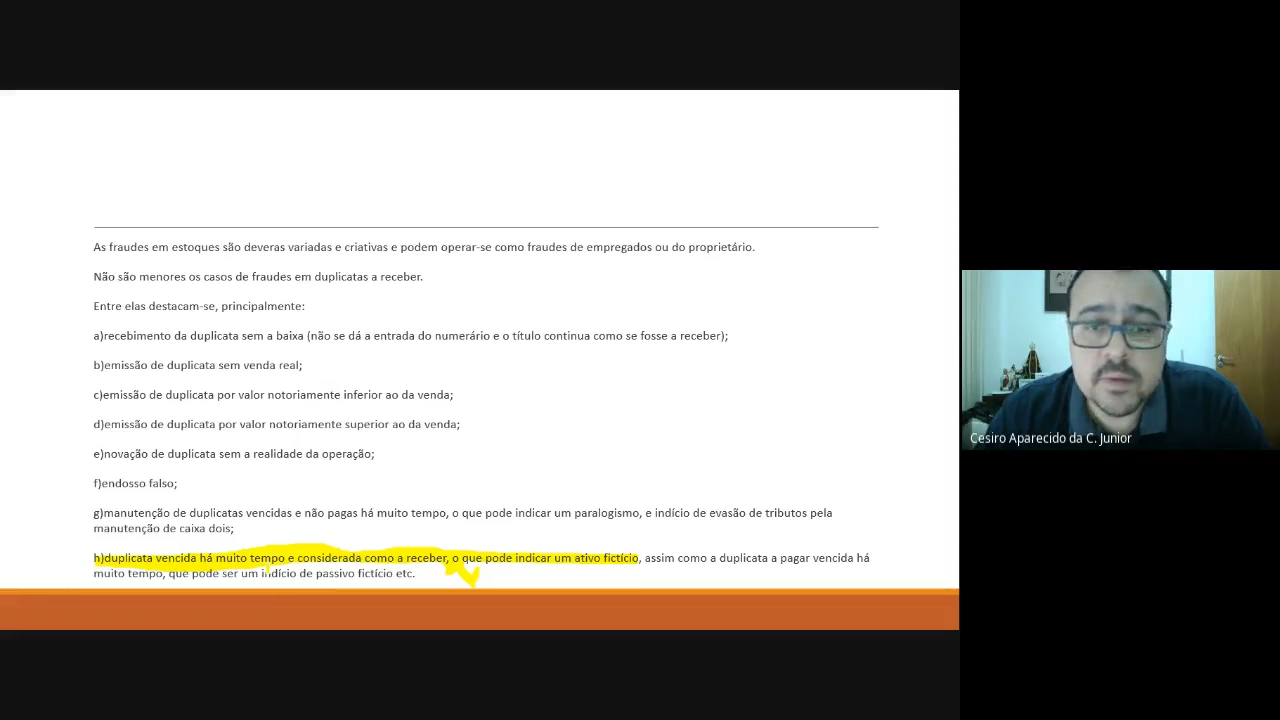 As fraudes em estoques são deveras variadas e criativas e podem operar-se como fraudes de empregados ou do proprietário.
Não são menores os casos de fraudes em duplicatas a receber.
Entre elas destacam-se, principalmente:
a)recebimento da duplicata sem a baixa (não se dá a entrada do numerário e o título continua como se fosse a receber);
b)emissão de duplicata sem venda real;
c)emissão de duplicata por valor notoriamente inferior ao da venda;
d)emissão de duplicata por valor notoriamente superior ao da venda;
e)novação de duplicata sem a realidade da operação;
f)endosso falso;
g)manutenção de duplicatas vencidas e não pagas há muito tempo, o que pode indicar um paralogismo, e indício de evasão de tributos pela
manutenção de caixa dois;
h)duplicata vencida há muito tempo e considerada como a receber, o que pode indicar um ativo fictício, assim como a duplicata a pagar vencida há
muito tempo, que pode ser um indício de passivo fictício etc.
Cesiro Aparecido da C. Junior